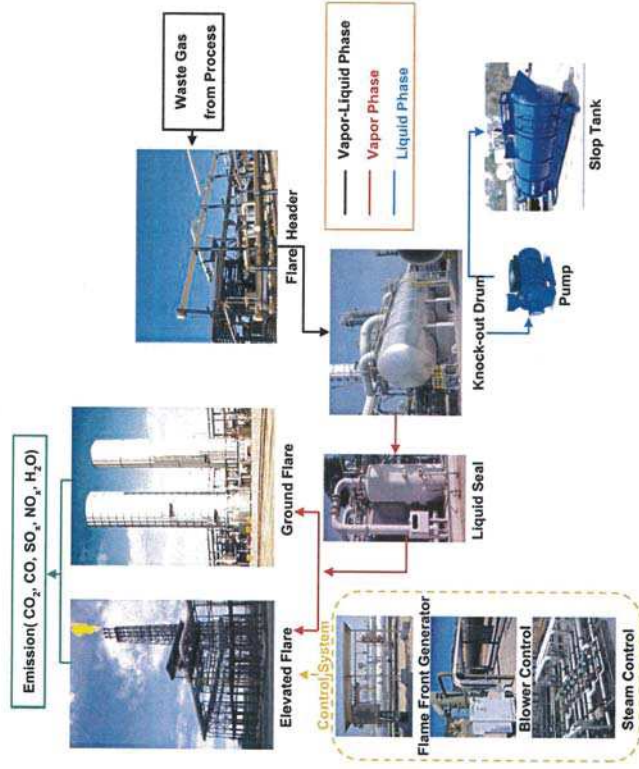 Waste Gas
from Process
Flare Header
Vapor-Liquid Phase
Vapor Phase
Liquid Phase
Knock-out Drum
Pump
Slop Tank
Liquid Seal
Ground Flare
Elevated Flare
Emission( CO₂, CO, SOₓ, NOₓ, H₂O)
Control System
Flame Front Generator
Blower Control
Steam Control